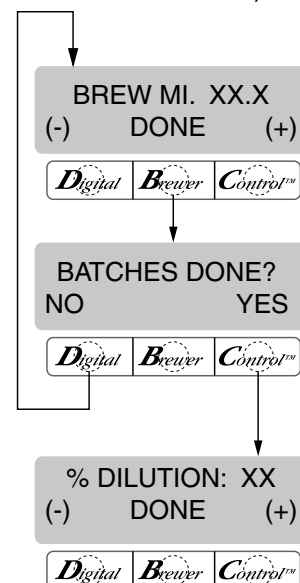 BREW MI. XX.X
(-) DONE (+)
Digital Brewer Control™
BATCHES DONE?
NO YES
Digital Brewer Control™
% DILUTION: XX
(-) DONE (+)
Digital Brewer Control™